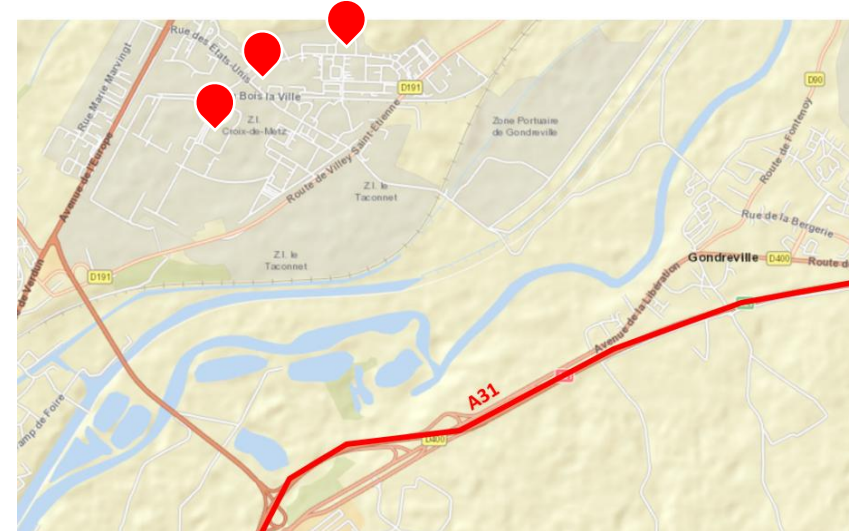 Rue des Etats-Unis
Rue Marie Marvingt
Bois la Ville
D191
D90
Z.I.
Croix-de-Metz
Zone Portuaire
de Gondreville
Route de Fontenoy
Avenue de l'Europe
Route de Villey Saint-Etienne
Z.I. le
Taconnet
Rue de la Bergerie
Z.I. le
Taconnet
Gondreville
D400
Route d
D191
de Verdun
Avenue de la Libération
A31
amp de Foire
D400